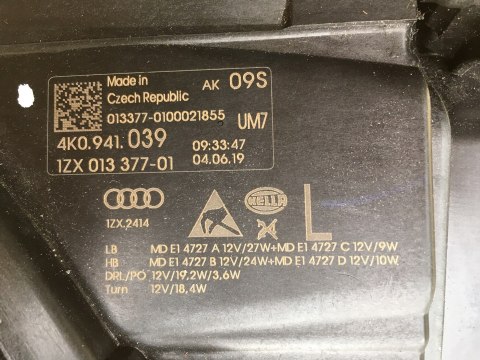 Made in
Czech Republic
AK 09S
013377-0100021855
UM7
4K0.941.039
09:33:47
1ZX 013 377-01
04.06.19
HELLA
L
1ZX.2414
LB MD E1 4727 A 12V/27W+MD E1 4727 C 12V/9W
HB MD E1 4727 B 12V/24W+MD E1 4727 D 12V/10W
DRL/PO 12V/19,2W/3,6W
Turn 12V/18,4W